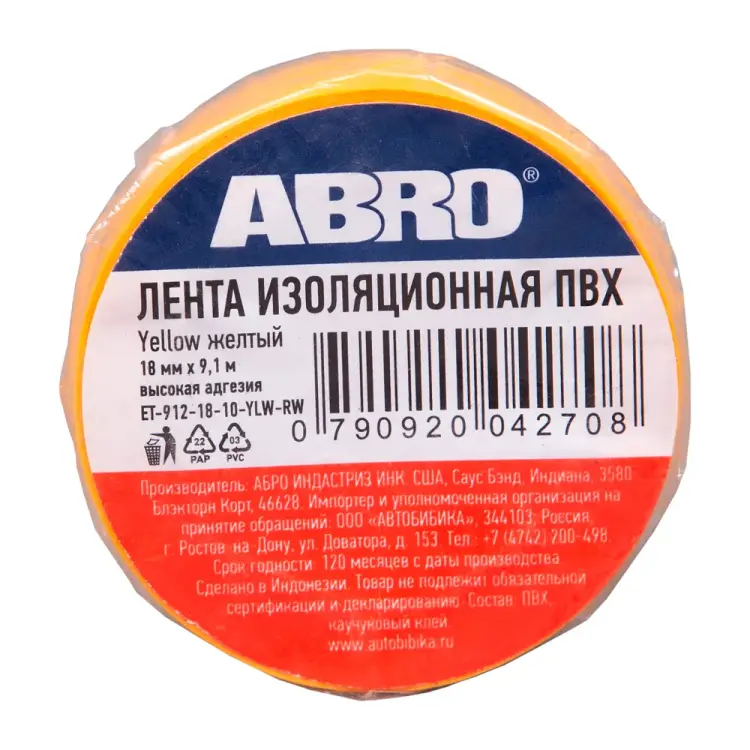 ABRO®
ЛЕНТА ИЗОЛЯЦИОННАЯ ПВХ
Yellow желтый
18 мм x 9,1 м
высокая адгезия
ET-912-18-10-YLW-RW
0 790920 042708
22 03
PAP PVC
Производитель: АБРО ИНДАСТРИЗ ИНК. США, Саус Бэнд, Индиана, 3580
Блэкторн Корт, 46628. Импортер и уполномоченная организация на
принятие обращений: ООО «АВТОБИБИКА», 344103, Россия,
г. Ростов-на-Дону, ул. Доватора, д. 153 Тел.: +7 (4742) 200-498.
Срок годности: 120 месяцев с даты производства.
Сделано в Индонезии. Товар не подлежит обязательной
сертификации и декларированию. Состав: ПВХ,
каучуковый клей.
www.autobibika.ru